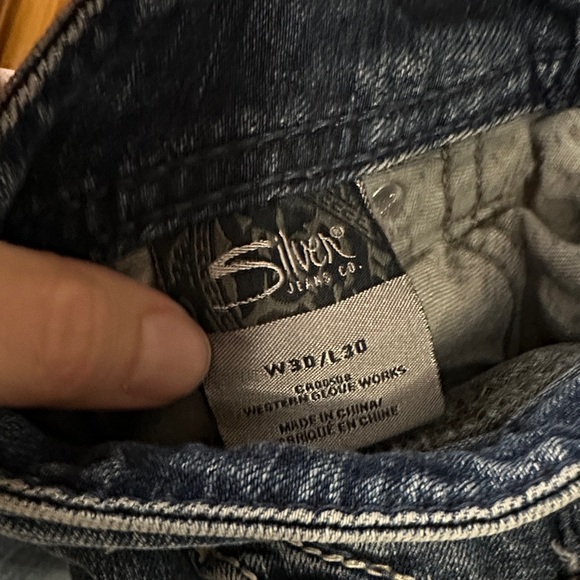 Silver®
JEANS CO.
W30/L30
CA00508
WESTERN GLOVE WORKS
MADE IN CHINA/
FABRIQUÉ EN CHINE